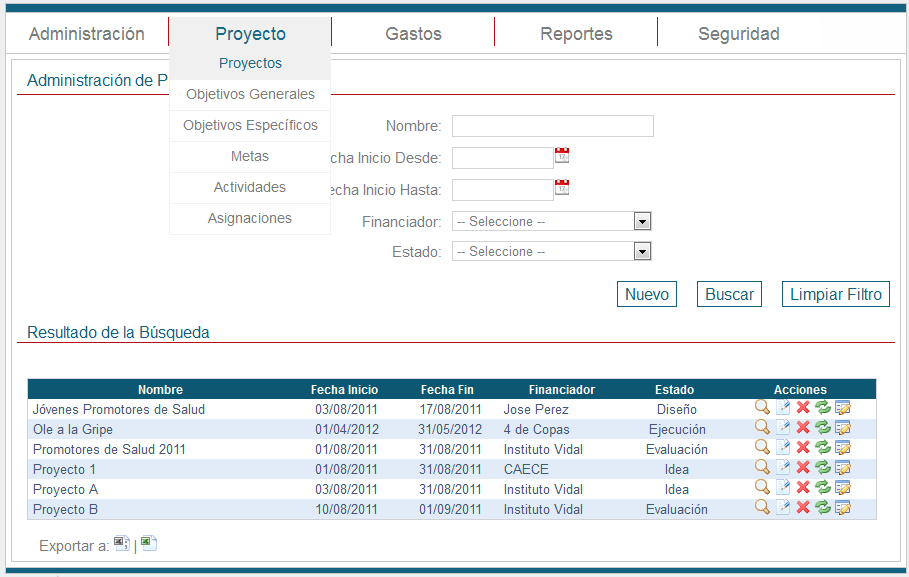 Administración Proyecto Gastos Reportes Seguridad
Proyectos
Administración de P
Objetivos Generales
Objetivos Específicos
Nombre:
Metas
cha Inicio Desde:
Actividades
echa Inicio Hasta:
Asignaciones
Financiador: -- Seleccione --
Estado: -- Seleccione --
Nuevo Buscar Limpiar Filtro
Resultado de la Búsqueda
Nombre Fecha Inicio Fecha Fin Financiador Estado Acciones
Jóvenes Promotores de Salud 03/08/2011 17/08/2011 Jose Perez Diseño
Ole a la Gripe 01/04/2012 31/05/2012 4 de Copas Ejecución
Promotores de Salud 2011 01/08/2011 31/08/2011 Instituto Vidal Evaluación
Proyecto 1 01/08/2011 31/08/2011 CAECE Idea
Proyecto A 03/08/2011 31/08/2011 Instituto Vidal Idea
Proyecto B 10/08/2011 01/09/2011 Instituto Vidal Evaluación
Exportar a: |